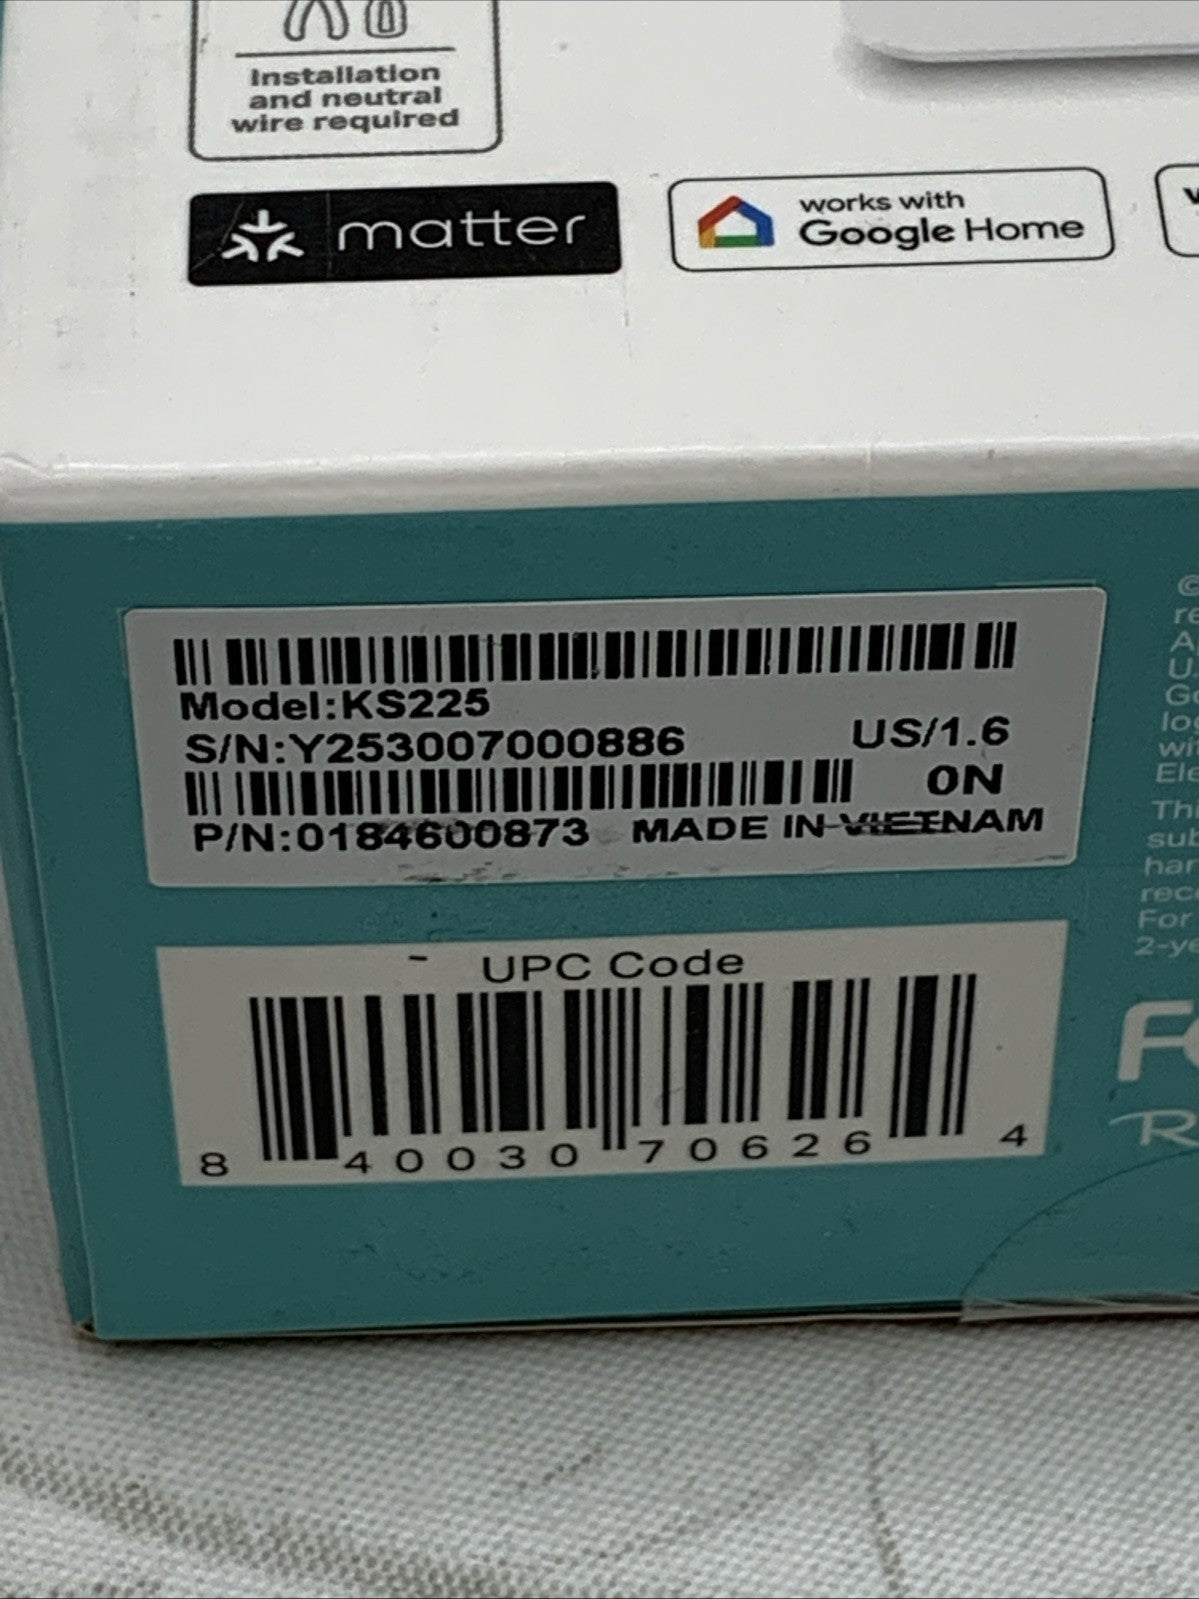 Installation
and neutral
wire required
matter
works with
Google Home
Model:KS225
S/N:Y253007000886
US/1.6
0N
P/N:0184600873 MADE IN VIETNAM
UPC Code
8 40030 70626 4
For